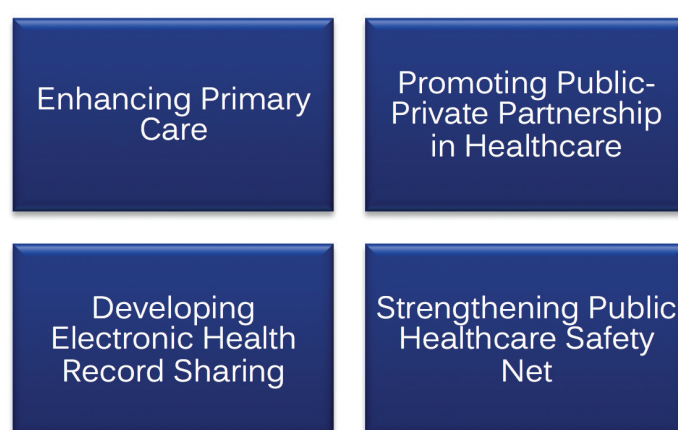 Enhancing Primary
Care
Promoting Public-
Private Partnership
in Healthcare
Developing
Electronic Health
Record Sharing
Strengthening Public
Healthcare Safety
Net